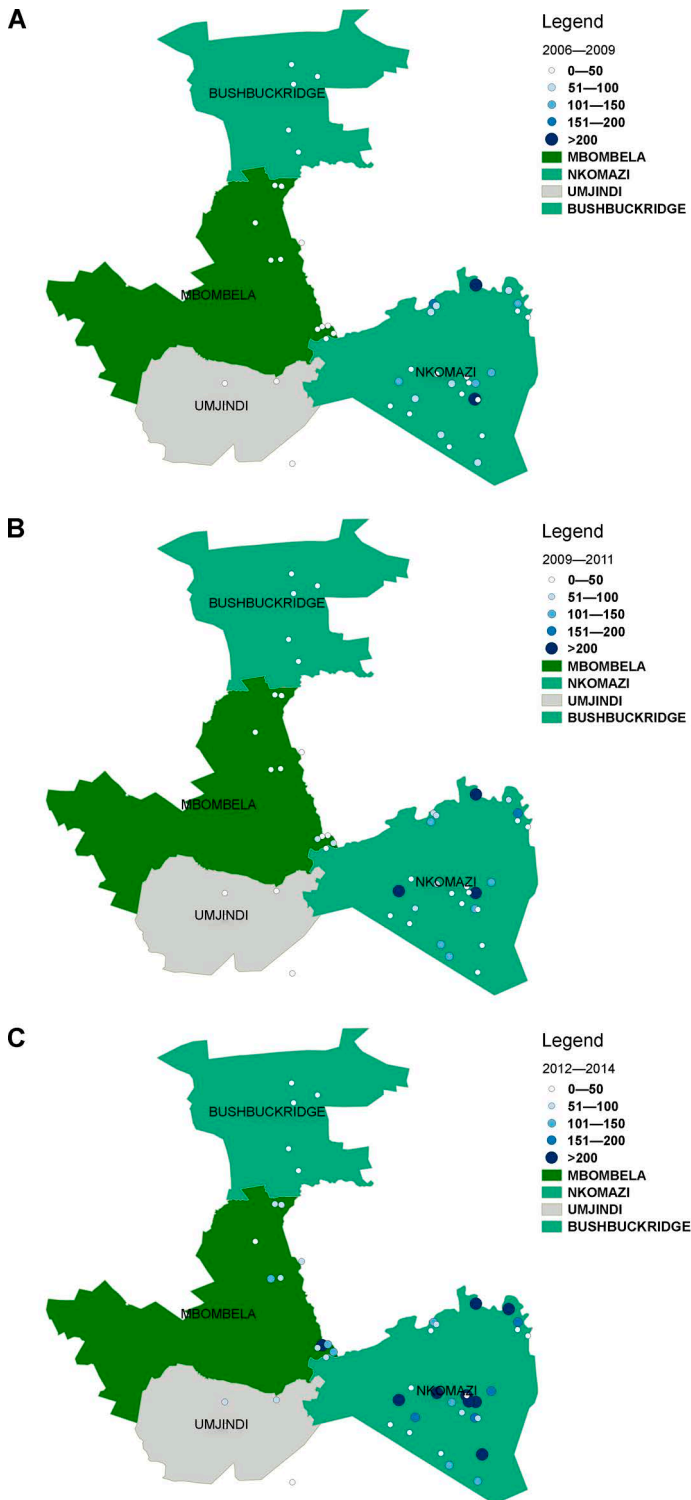 A
Legend
2006—2009
0—50
51—100
101—150
151—200
>200
MBOMBELA
NKOMAZI
UMJINDI
BUSHBUCKRIDGE
BUSHBUCKRIDGE
MBOMBELA
NKOMAZI
UMJINDI
B
Legend
2009—2011
0—50
51—100
101—150
151—200
>200
MBOMBELA
NKOMAZI
UMJINDI
BUSHBUCKRIDGE
BUSHBUCKRIDGE
MBOMBELA
NKOMAZI
UMJINDI
C
Legend
2012—2014
0—50
51—100
101—150
151—200
>200
MBOMBELA
NKOMAZI
UMJINDI
BUSHBUCKRIDGE
BUSHBUCKRIDGE
MBOMBELA
NKOMAZI
UMJINDI